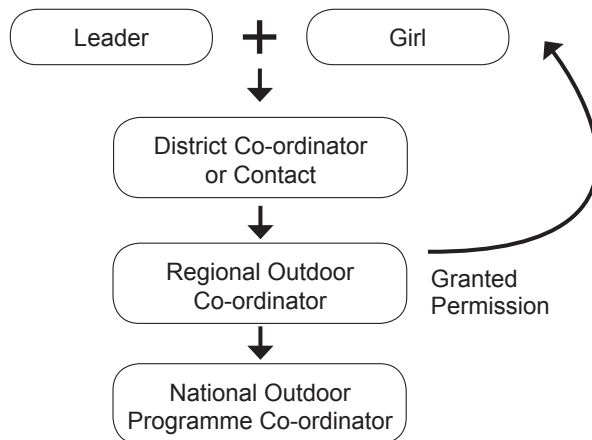 Leader + Girl
District Co-ordinator
or Contact
Regional Outdoor
Co-ordinator
Granted
Permission
National Outdoor
Programme Co-ordinator